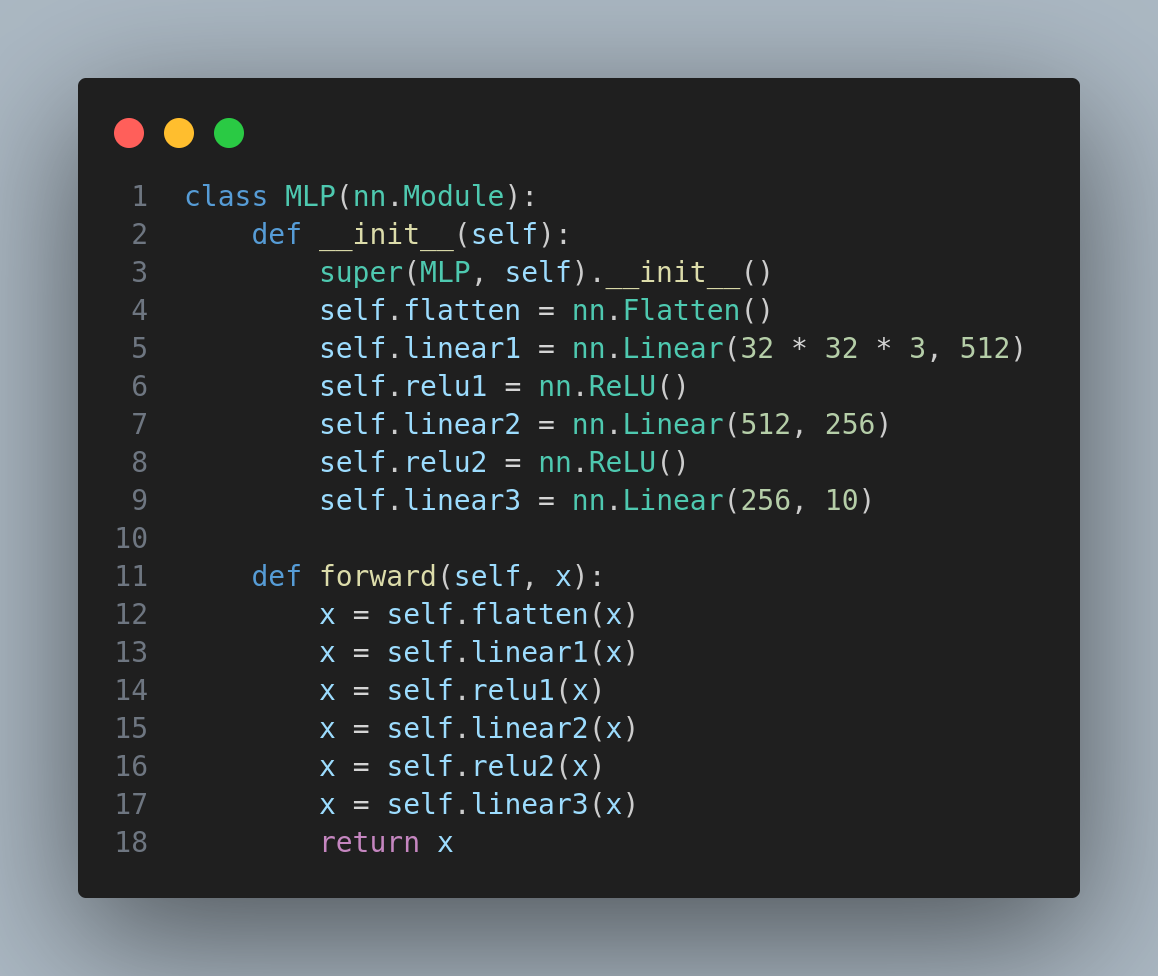 1 class MLP(nn.Module):
2     def __init__(self):
3         super(MLP, self).__init__()
4         self.flatten = nn.Flatten()
5         self.linear1 = nn.Linear(32 * 32 * 3, 512)
6         self.relu1 = nn.ReLU()
7         self.linear2 = nn.Linear(512, 256)
8         self.relu2 = nn.ReLU()
9         self.linear3 = nn.Linear(256, 10)
10
11     def forward(self, x):
12         x = self.flatten(x)
13         x = self.linear1(x)
14         x = self.relu1(x)
15         x = self.linear2(x)
16         x = self.relu2(x)
17         x = self.linear3(x)
18         return x